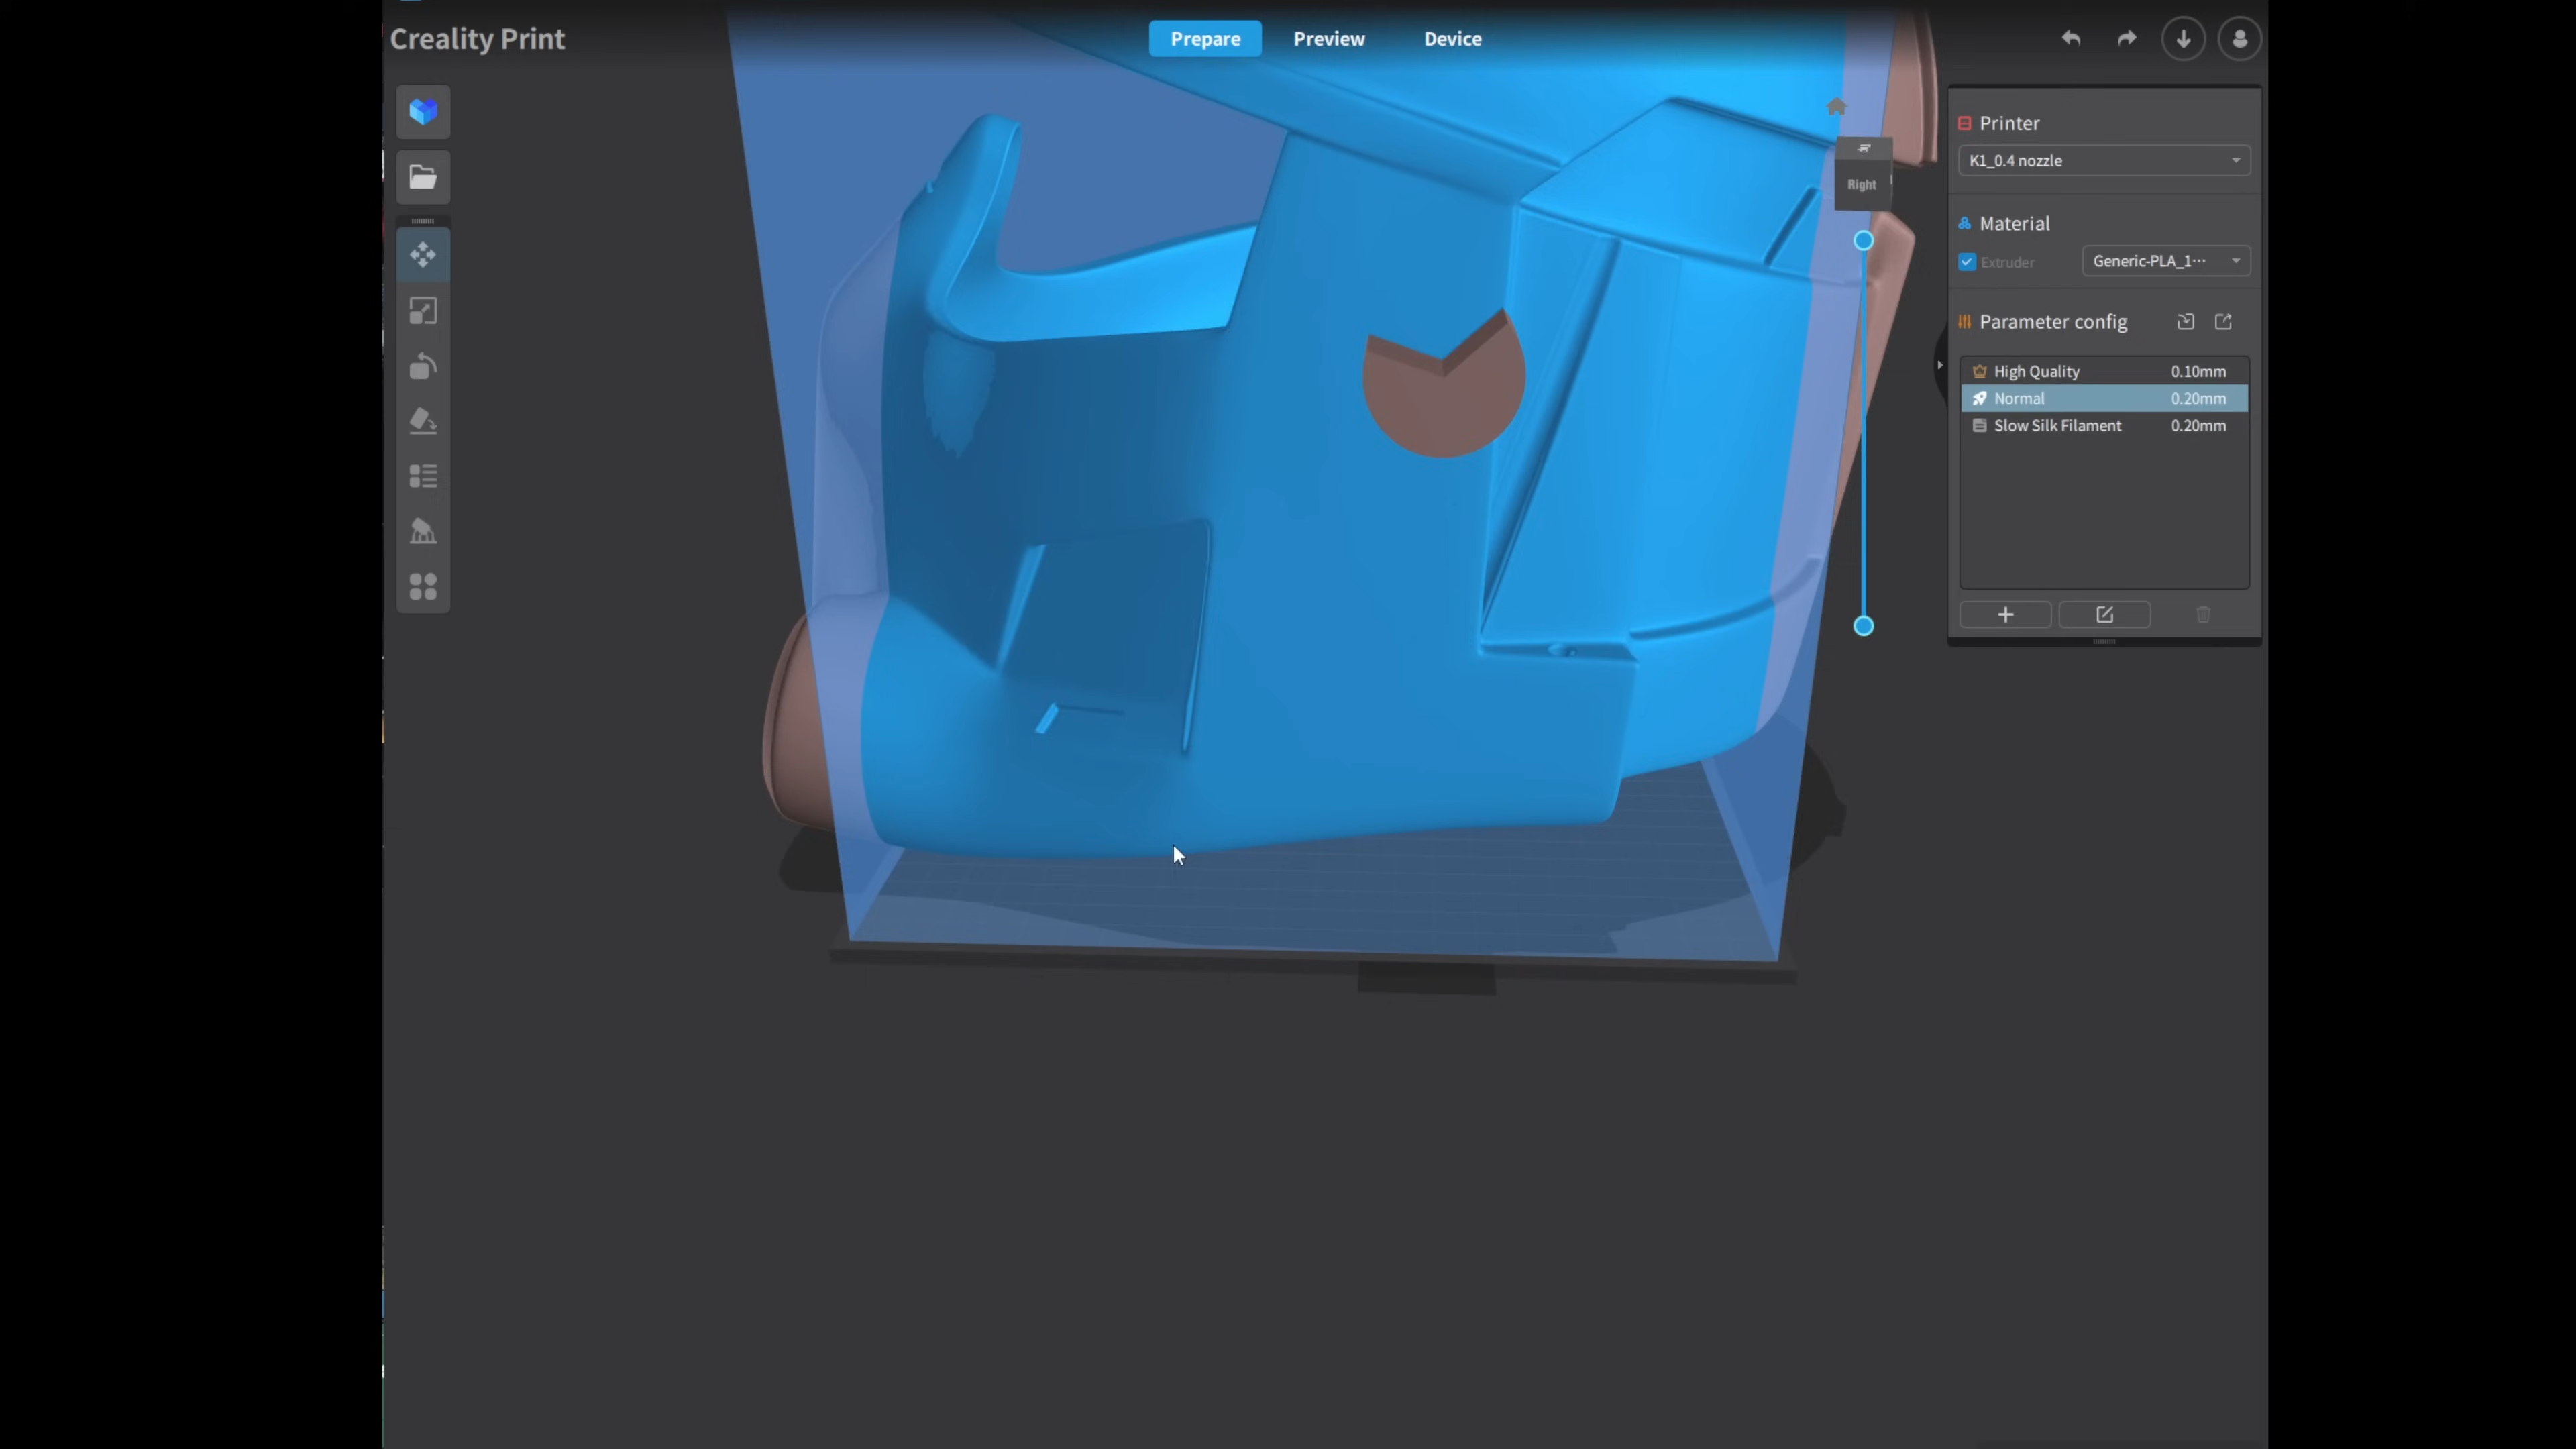 Creality Print
Prepare
Preview
Device
Right
Printer
K1_0.4 nozzle
Material
Extruder
Generic-PLA_1···
Parameter config
High Quality 0.10mm
Normal 0.20mm
Slow Silk Filament 0.20mm